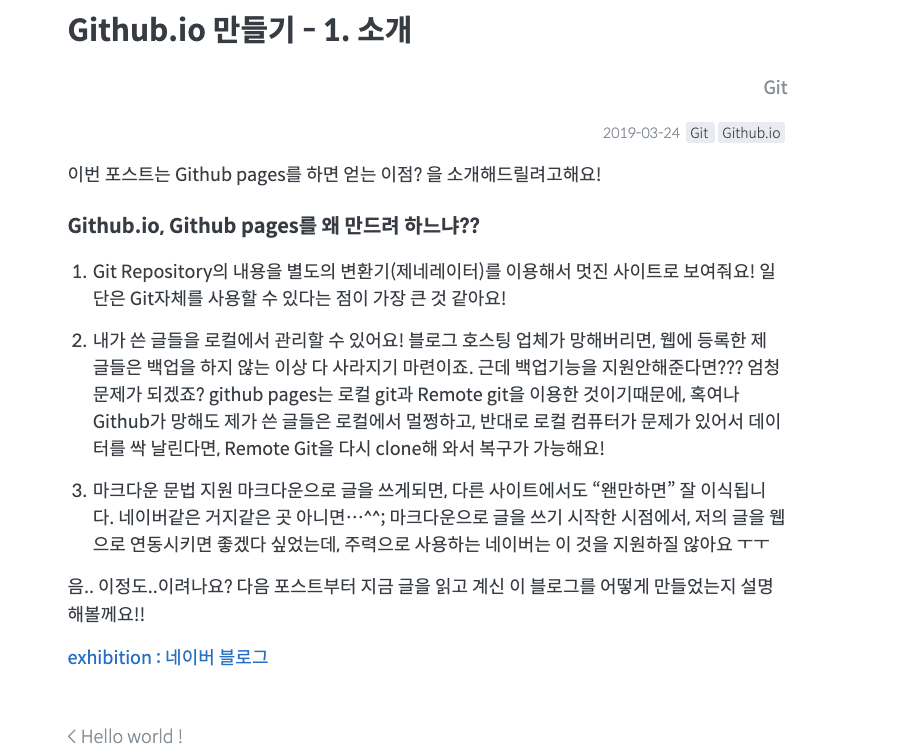 Github.io 만들기 - 1. 소개
Git
2019-03-24 Git Github.io
이번 포스트는 Github pages를 하면 얻는 이점? 을 소개해드릴려고해요!
Github.io, Github pages를 왜 만드려 하느냐??
1. Git Repository의 내용을 별도의 변환기(제네레이터)를 이용해서 멋진 사이트로 보여줘요! 일
단은 Git자체를 사용할 수 있다는 점이 가장 큰 것 같아요!
2. 내가 쓴 글들을 로컬에서 관리할 수 있어요! 블로그 호스팅 업체가 망해버리면, 웹에 등록한 제
글들은 백업을 하지 않는 이상 다 사라지기 마련이죠. 근데 백업기능을 지원안해준다면??? 엄청
문제가 되겠죠? github pages는 로컬 git과 Remote git을 이용한 것이기때문에, 혹여나
Github가 망해도 제가 쓴 글들은 로컬에서 멀쩡하고, 반대로 로컬 컴퓨터가 문제가 있어서 데이
터를 싹 날린다면, Remote Git을 다시 clone해 와서 복구가 가능해요!
3. 마크다운 문법 지원 마크다운으로 글을 쓰게되면, 다른 사이트에서도 “왠만하면” 잘 이식됩니
다. 네이버같은 거지같은 곳 아니면…^^; 마크다운으로 글을 쓰기 시작한 시점에서, 저의 글을 웹
으로 연동시키면 좋겠다 싶었는데, 주력으로 사용하는 네이버는 이 것을 지원하질 않아요 ㅜㅜ
음.. 이정도..이려나요? 다음 포스트부터 지금 글을 읽고 계신 이 블로그를 어떻게 만들었는지 설명
해볼께요!!
exhibition : 네이버 블로그
< Hello world !